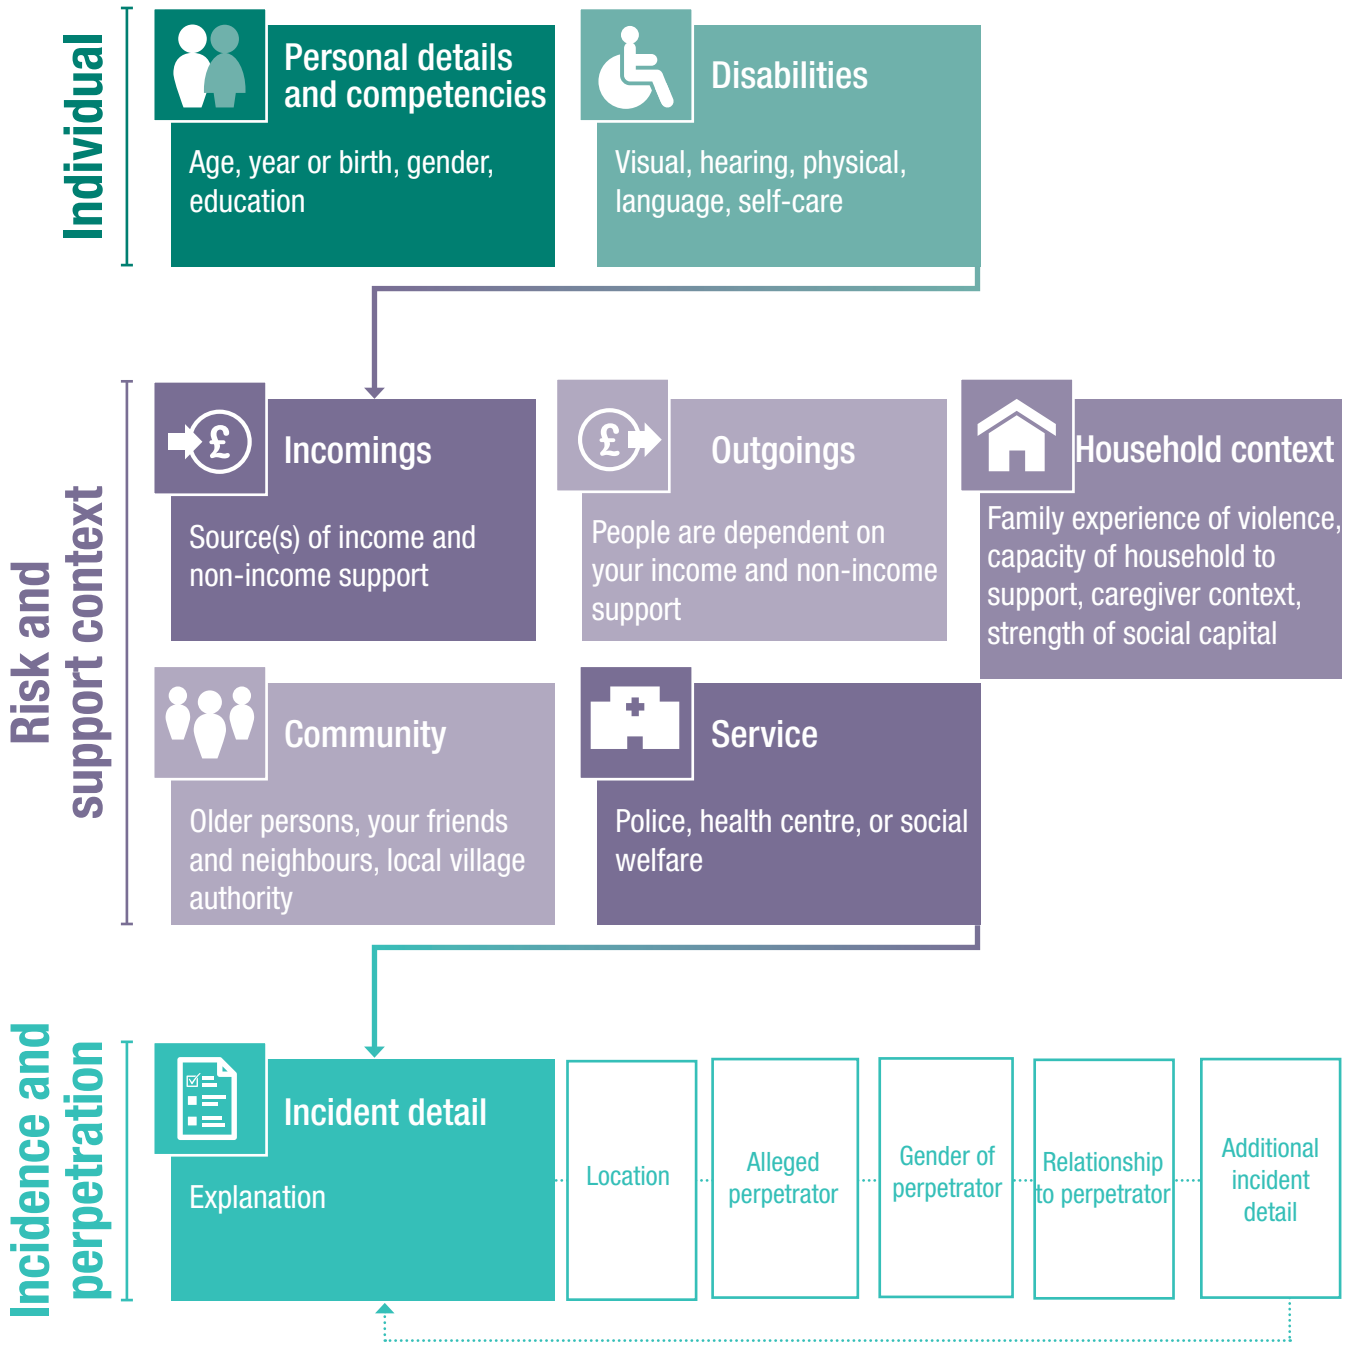 Individual
Personal details
and competencies
Age, year or birth, gender,
education
Disabilities
Visual, hearing, physical,
language, self-care
Risk and
support context
£
Incomings
Source(s) of income and
non-income support
£
Outgoings
People are dependent on
your income and non-income
support
Household context
Family experience of violence,
capacity of household to
support, caregiver context,
strength of social capital
Community
Older persons, your friends
and neighbours, local village
authority
Service
Police, health centre, or social
welfare
Incidence and
perpetration
Incident detail
Explanation
Location
Alleged
perpetrator
Gender of
perpetrator
Relationship
to perpetrator
Additional
incident
detail